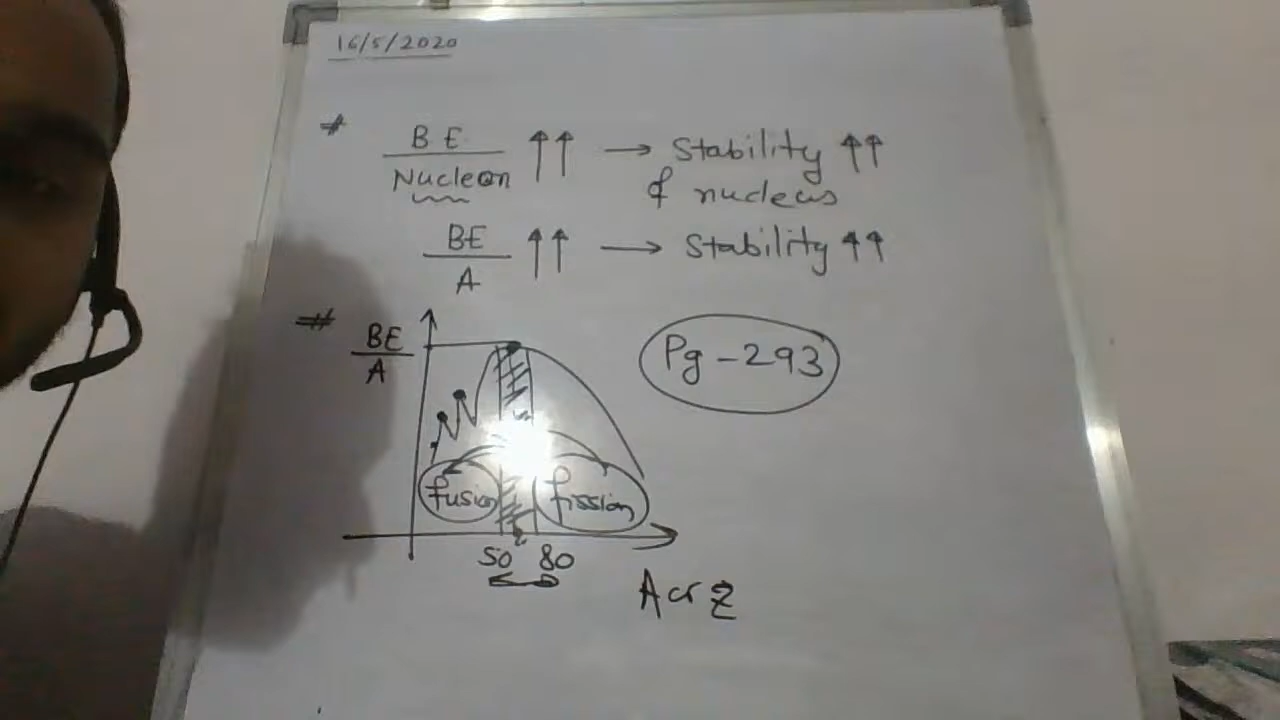 16/5/2020
* BE/Nucleon ↑↑ → Stability ↑↑
of nucleus
BE/A ↑↑ → Stability ↑↑
# BE/A
Pg-293
fusion fission
50 80
A or Z